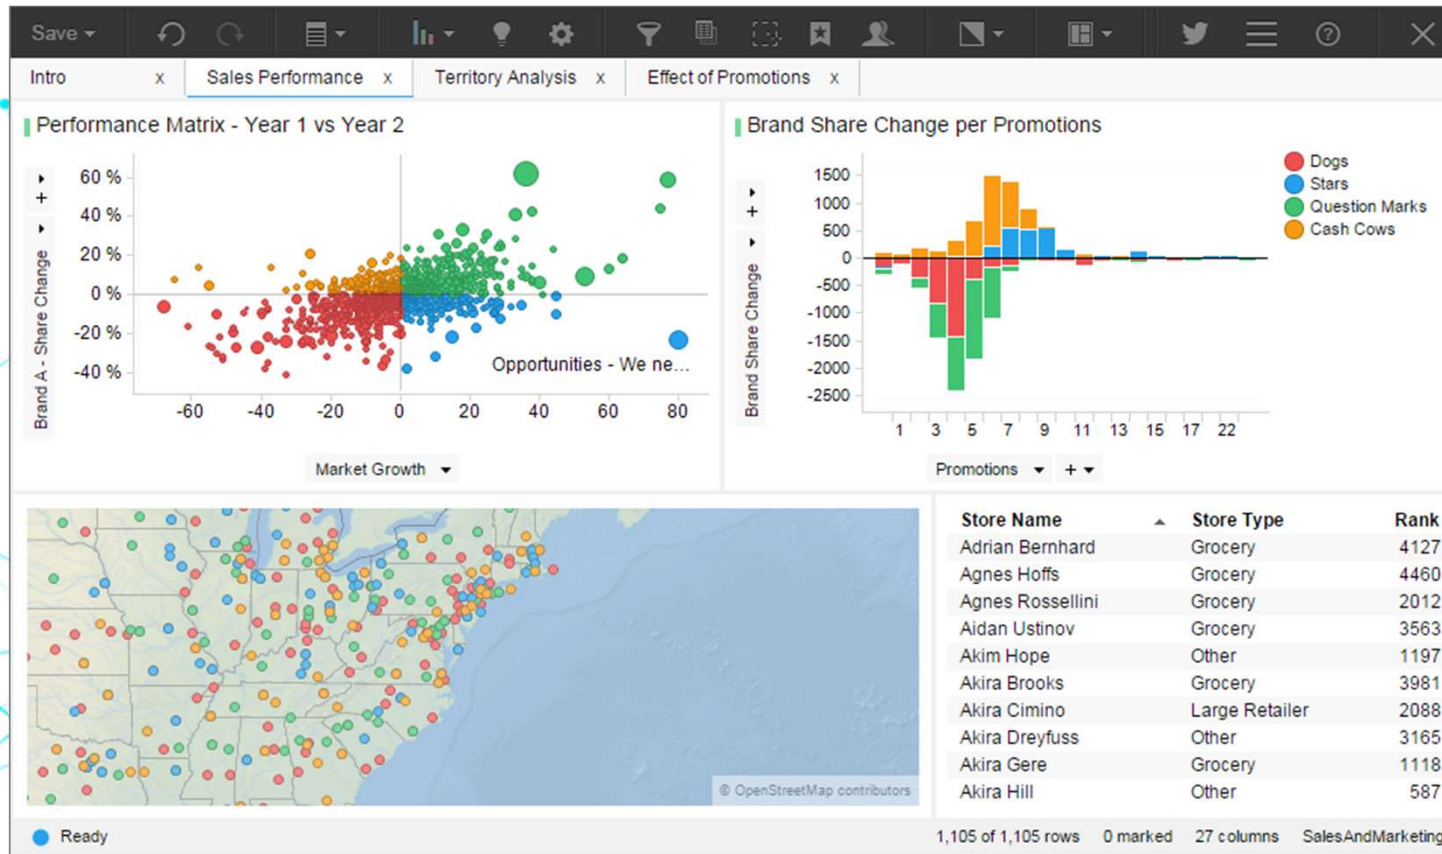 Save
Intro x Sales Performance x Territory Analysis x Effect of Promotions x
Performance Matrix - Year 1 vs Year 2
+
Brand A - Share Change
60 %
40 %
20 %
0 %
-20 %
-40 %
Opportunities - We ne...
-60 -40 -20 0 20 40 60 80
Market Growth
Brand Share Change per Promotions
+
Brand Share Change
1500
1000
500
0
-500
-1000
-1500
-2000
-2500
1 3 5 7 9 11 13 15 17 22
Promotions +
Dogs
Stars
Question Marks
Cash Cows
© OpenStreetMap contributors
Store Name Store Type Rank
Adrian Bernhard Grocery 4127
Agnes Hoffs Grocery 4460
Agnes Rossellini Grocery 2012
Aidan Ustinov Grocery 3563
Akim Hope Other 1197
Akira Brooks Grocery 3981
Akira Cimino Large Retailer 2088
Akira Dreyfuss Other 3165
Akira Gere Grocery 1118
Akira Hill Other 587
Ready 1,105 of 1,105 rows 0 marked 27 columns SalesAndMarketing